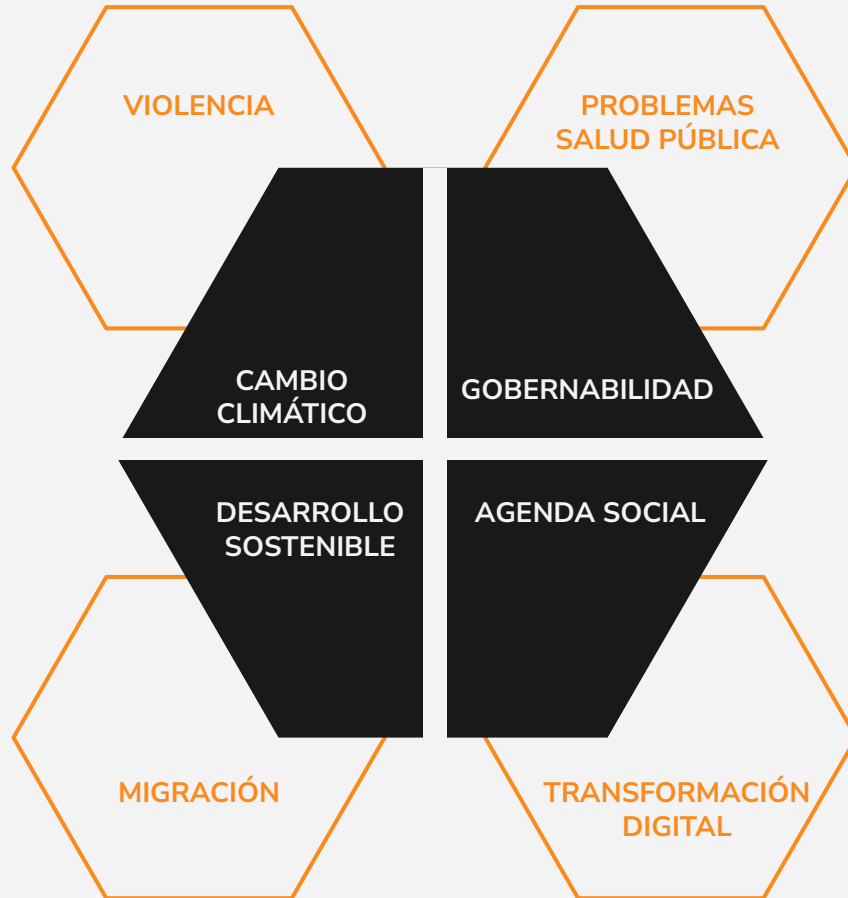 VIOLENCIA
PROBLEMAS
SALUD PÚBLICA
CAMBIO
CLIMÁTICO
GOBERNABILIDAD
DESARROLLO
SOSTENIBLE
AGENDA SOCIAL
MIGRACIÓN
TRANSFORMACIÓN
DIGITAL